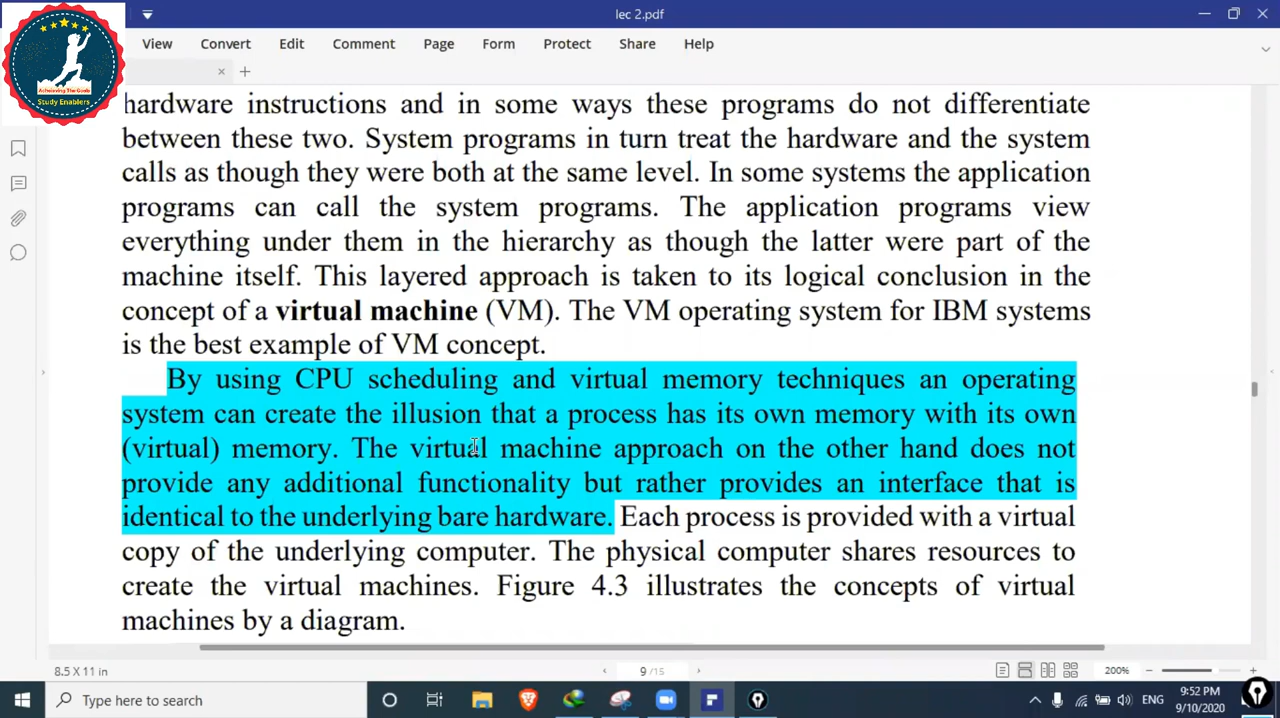 lec 2.pdf
View Convert Edit Comment Page Form Protect Share Help
Acheieving The Goals
Study Enablers
hardware instructions and in some ways these programs do not differentiate
between these two. System programs in turn treat the hardware and the system
calls as though they were both at the same level. In some systems the application
programs can call the system programs. The application programs view
everything under them in the hierarchy as though the latter were part of the
machine itself. This layered approach is taken to its logical conclusion in the
concept of a virtual machine (VM). The VM operating system for IBM systems
is the best example of VM concept.
By using CPU scheduling and virtual memory techniques an operating
system can create the illusion that a process has its own memory with its own
(virtual) memory. The virtual machine approach on the other hand does not
provide any additional functionality but rather provides an interface that is
identical to the underlying bare hardware. Each process is provided with a virtual
copy of the underlying computer. The physical computer shares resources to
create the virtual machines. Figure 4.3 illustrates the concepts of virtual
machines by a diagram.
8.5 X 11 in 9 /15 200%
Type here to search ENG 9:52 PM
9/10/2020